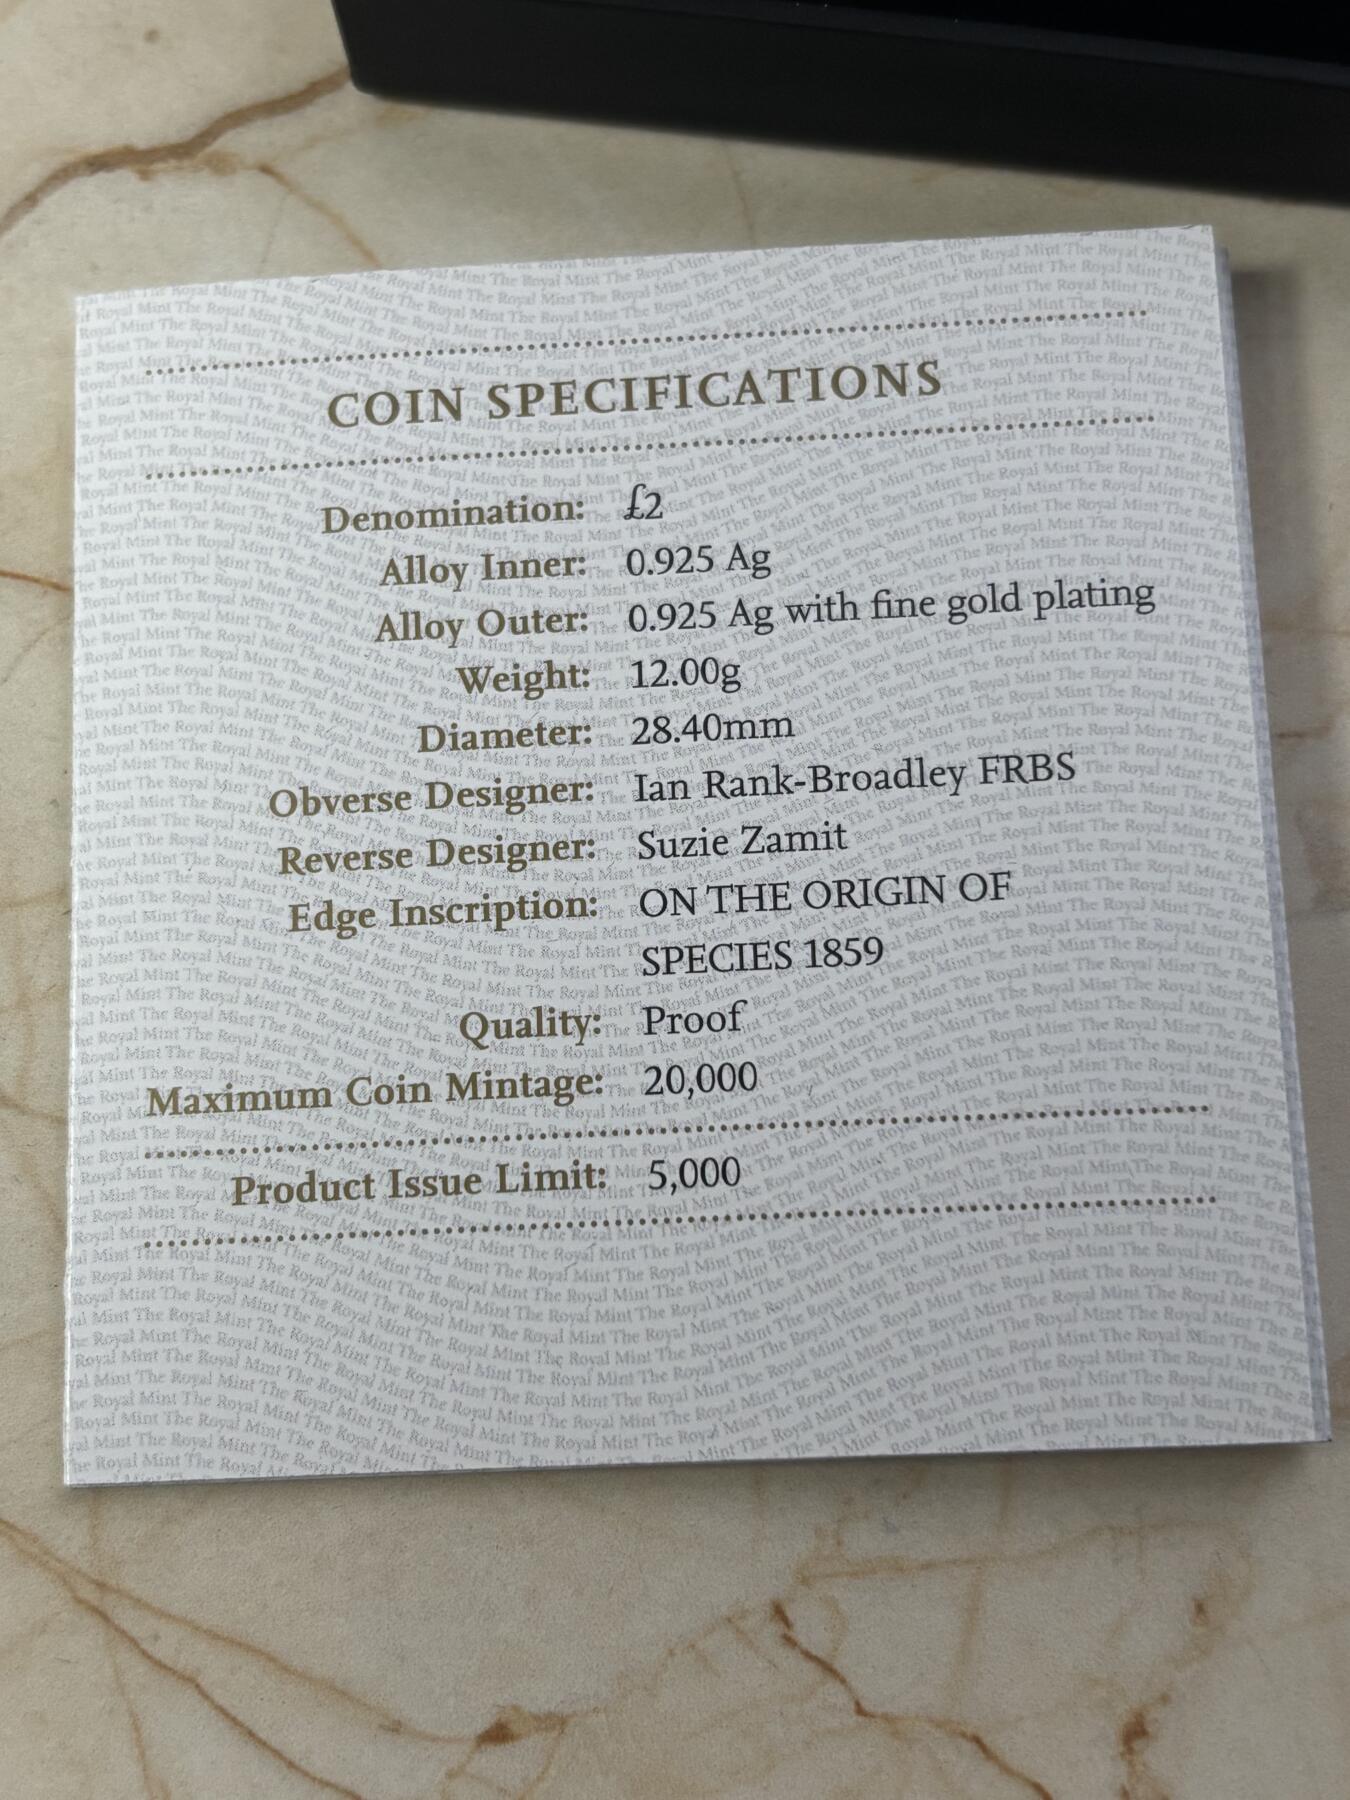 COIN SPECIFICATIONS
Denomination: £2
Alloy Inner: 0.925 Ag
Alloy Outer: 0.925 Ag with fine gold plating
Weight: 12.00g
Diameter: 28.40mm
Obverse Designer: Ian Rank-Broadley FRBS
Reverse Designer: Suzie Zamit
Edge Inscription: ON THE ORIGIN OF
SPECIES 1859
Quality: Proof
Maximum Coin Mintage: 20,000
Product Issue Limit: 5,000